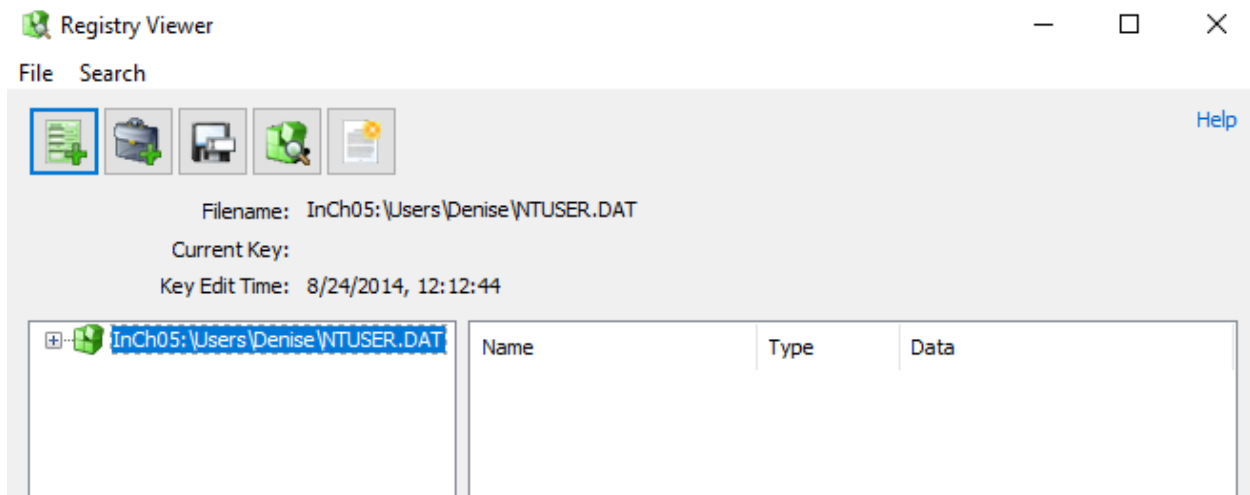 Registry Viewer
File Search
Help
Filename: InCh05:\Users\Denise\NTUSER.DAT
Current Key:
Key Edit Time: 8/24/2014, 12:12:44
InCh05:\Users\Denise\NTUSER.DAT
Name Type Data